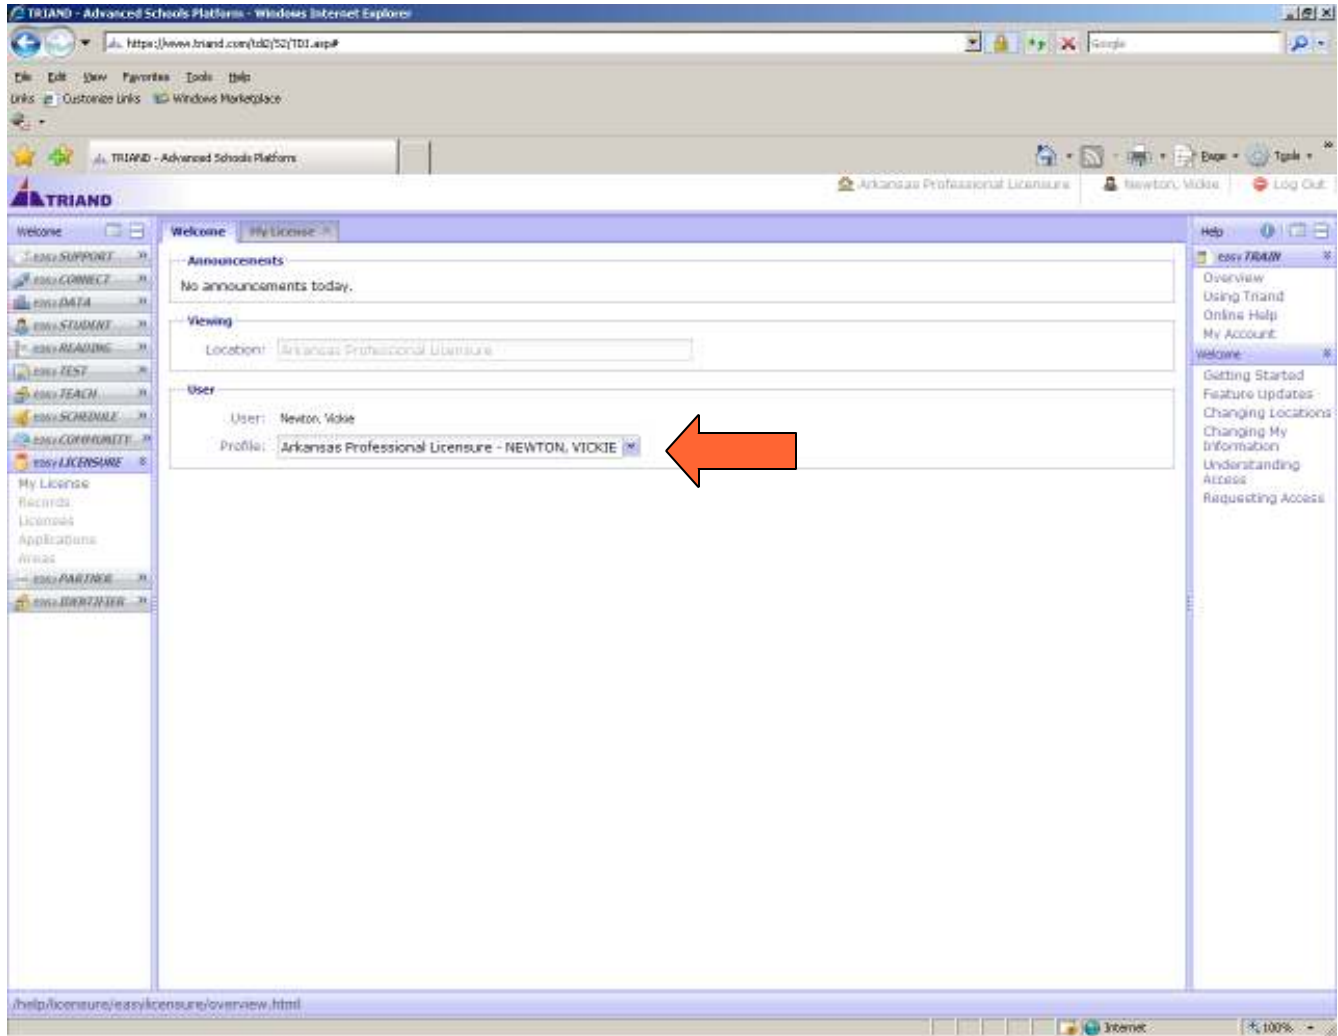 TRIAND - Advanced Schools Platform - Windows Internet Explorer
https://www.triand.com/tdi2/52/TDI.asp#
Google
File Edit View Favorites Tools Help
Links Customize Links Windows Marketplace
TRIAND - Advanced Schools Platform
Page Tools
TRIAND
Arkansas Professional Licensure Newton, Vickie Log Out
Welcome
easy SUPPORT
easy CONNECT
easy DATA
easy STUDENT
easy READING
easy TEST
easy TEACH
easy SCHEDULE
easy COMMUNITY
easy LICENSURE
My License
Records
Licenses
Applications
Areas
easy PARTNER
easy IDENTIFIER
Welcome My License
Announcements
No announcements today.
Viewing
Location: Arkansas Professional Licensure
User
User: Newton, Vickie
Profile: Arkansas Professional Licensure - NEWTON, VICKIE
Help
easy TRAIN
Overview
Using Triand
Online Help
My Account
Welcome
Getting Started
Feature Updates
Changing Locations
Changing My
Information
Understanding
Access
Requesting Access
/help/licensure/easylicensure/overview.html
Internet 100%